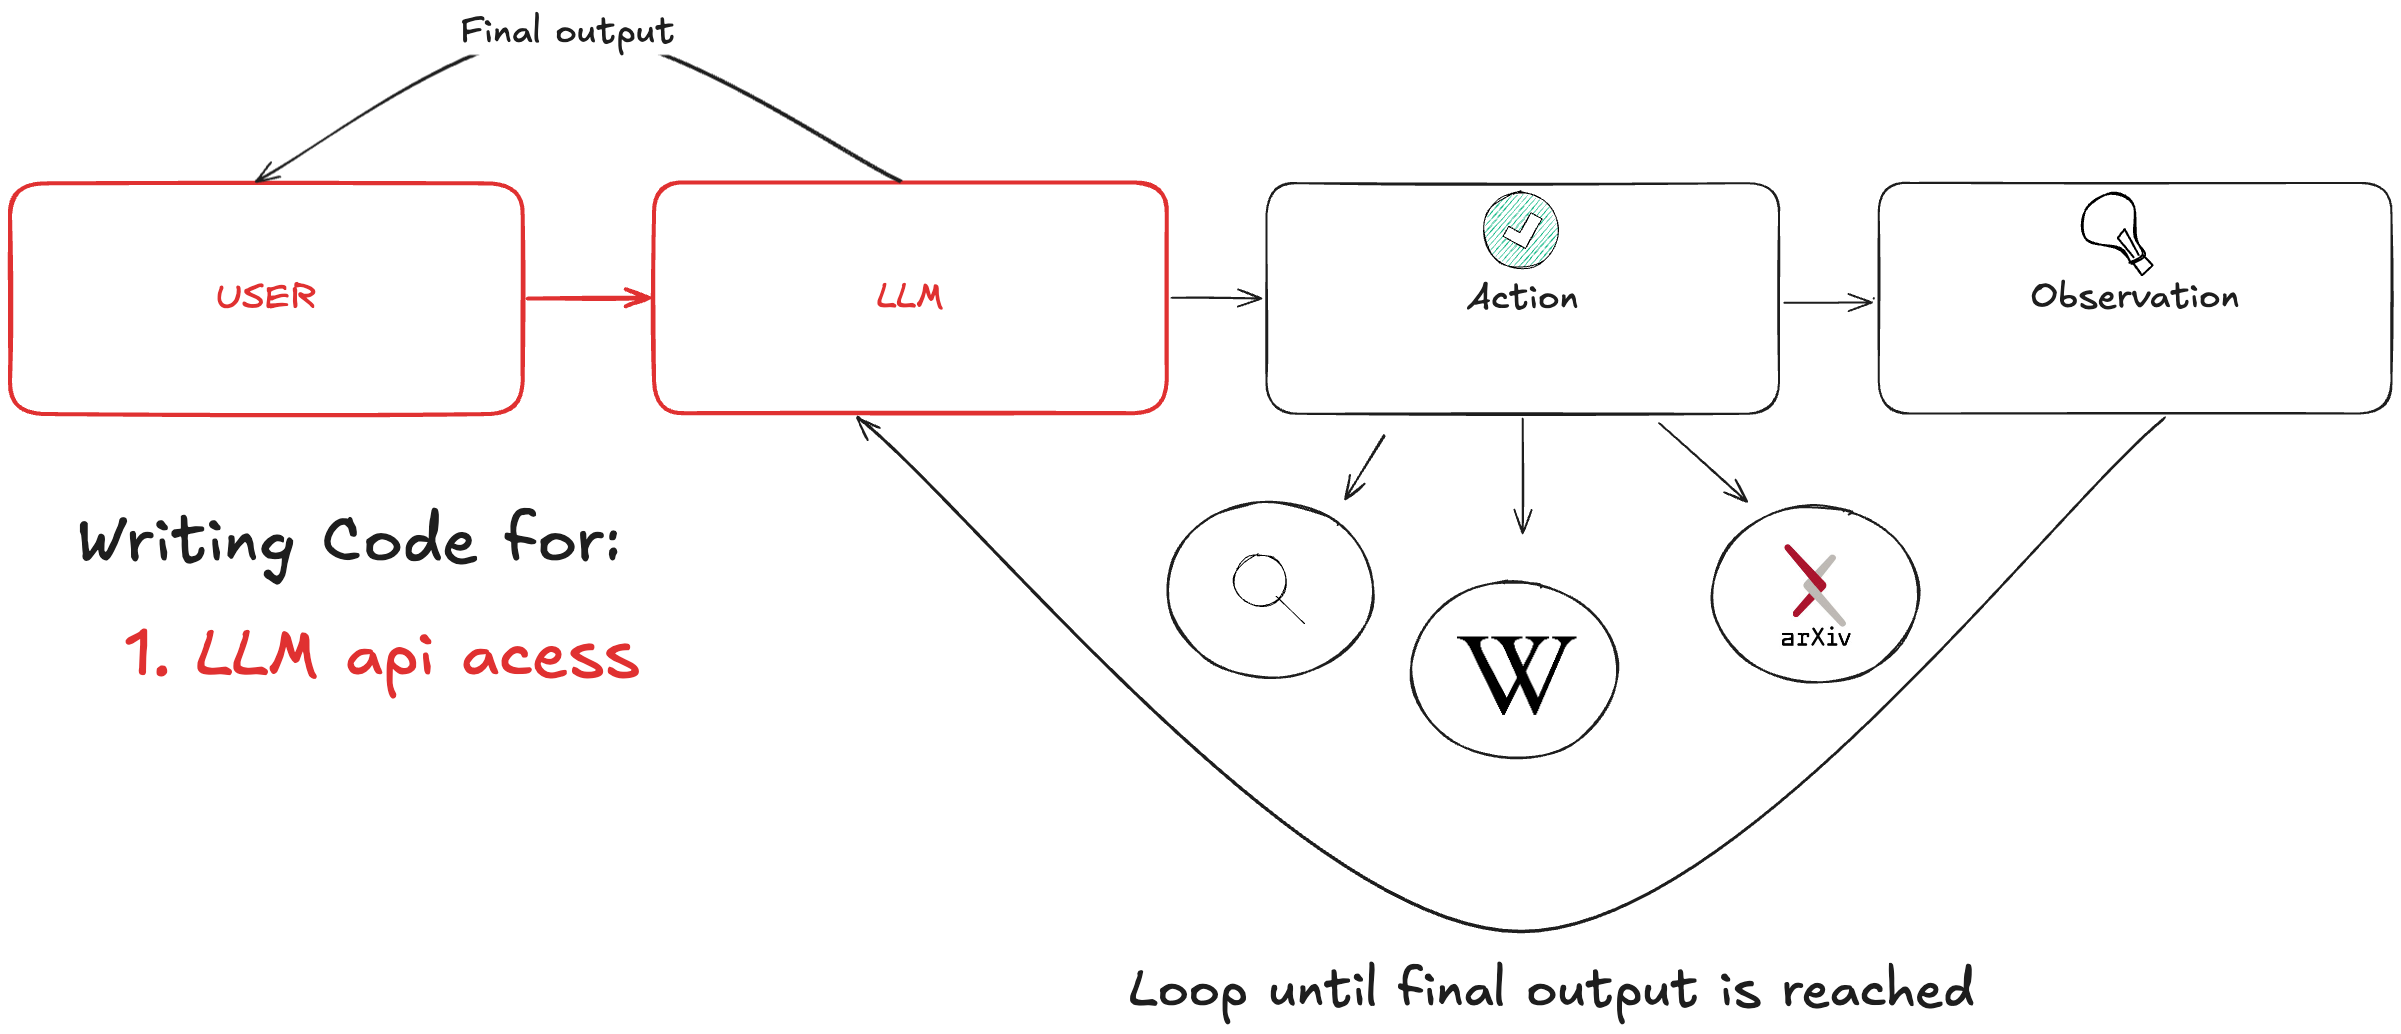 Final output
USER
LLM
Action
Observation
Writing Code for:
1. LLM api acess
W
arXiv
Loop until final output is reached